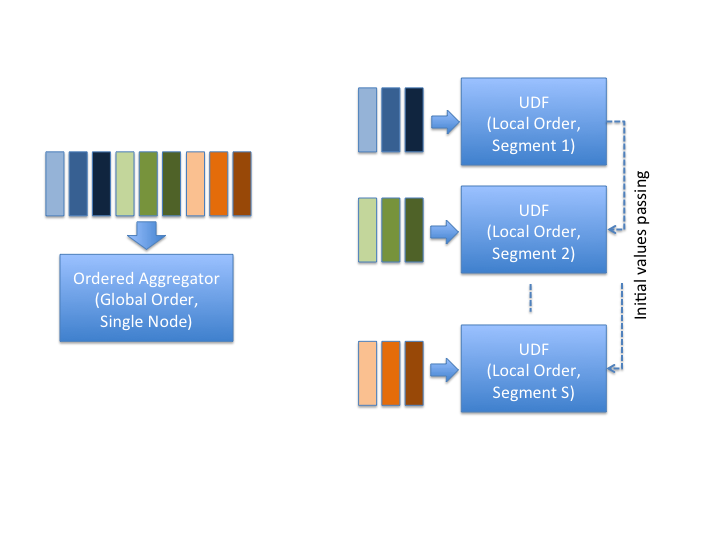 Ordered Aggregator
(Global Order,
Single Node)
UDF
(Local Order,
Segment 1)
UDF
(Local Order,
Segment 2)
UDF
(Local Order,
Segment S)
Initial values passing